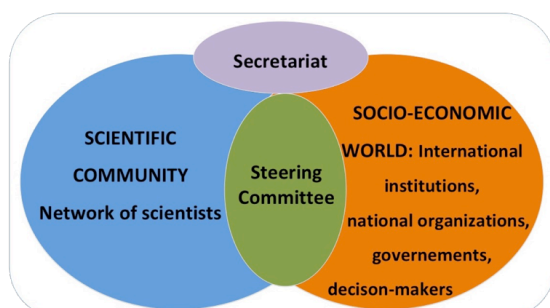 Secretariat
SCIENTIFIC
COMMUNITY
Network of scientists
Steering
Committee
SOCIO-ECONOMIC
WORLD: International
institutions,
national organizations,
governements,
decison-makers